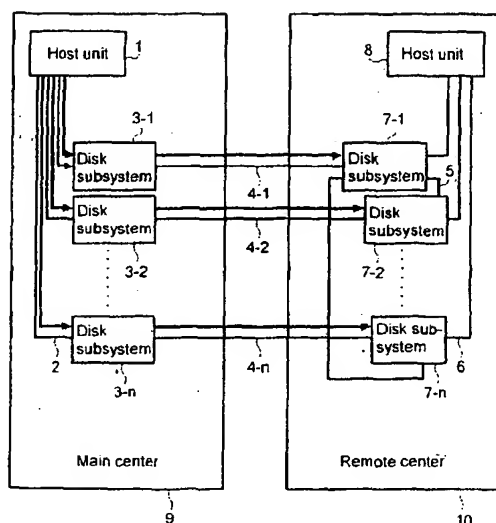 1
Host unit
8
Host unit
3-1
7-1
Disk
subsystem
Disk
subsystem
5
4-1
Disk
subsystem
Disk
subsystem
4-2
3-2
7-2
Disk
subsystem
Disk sub-
system
2
4-n
6
3-n
7-n
Main center
Remote center
9
10